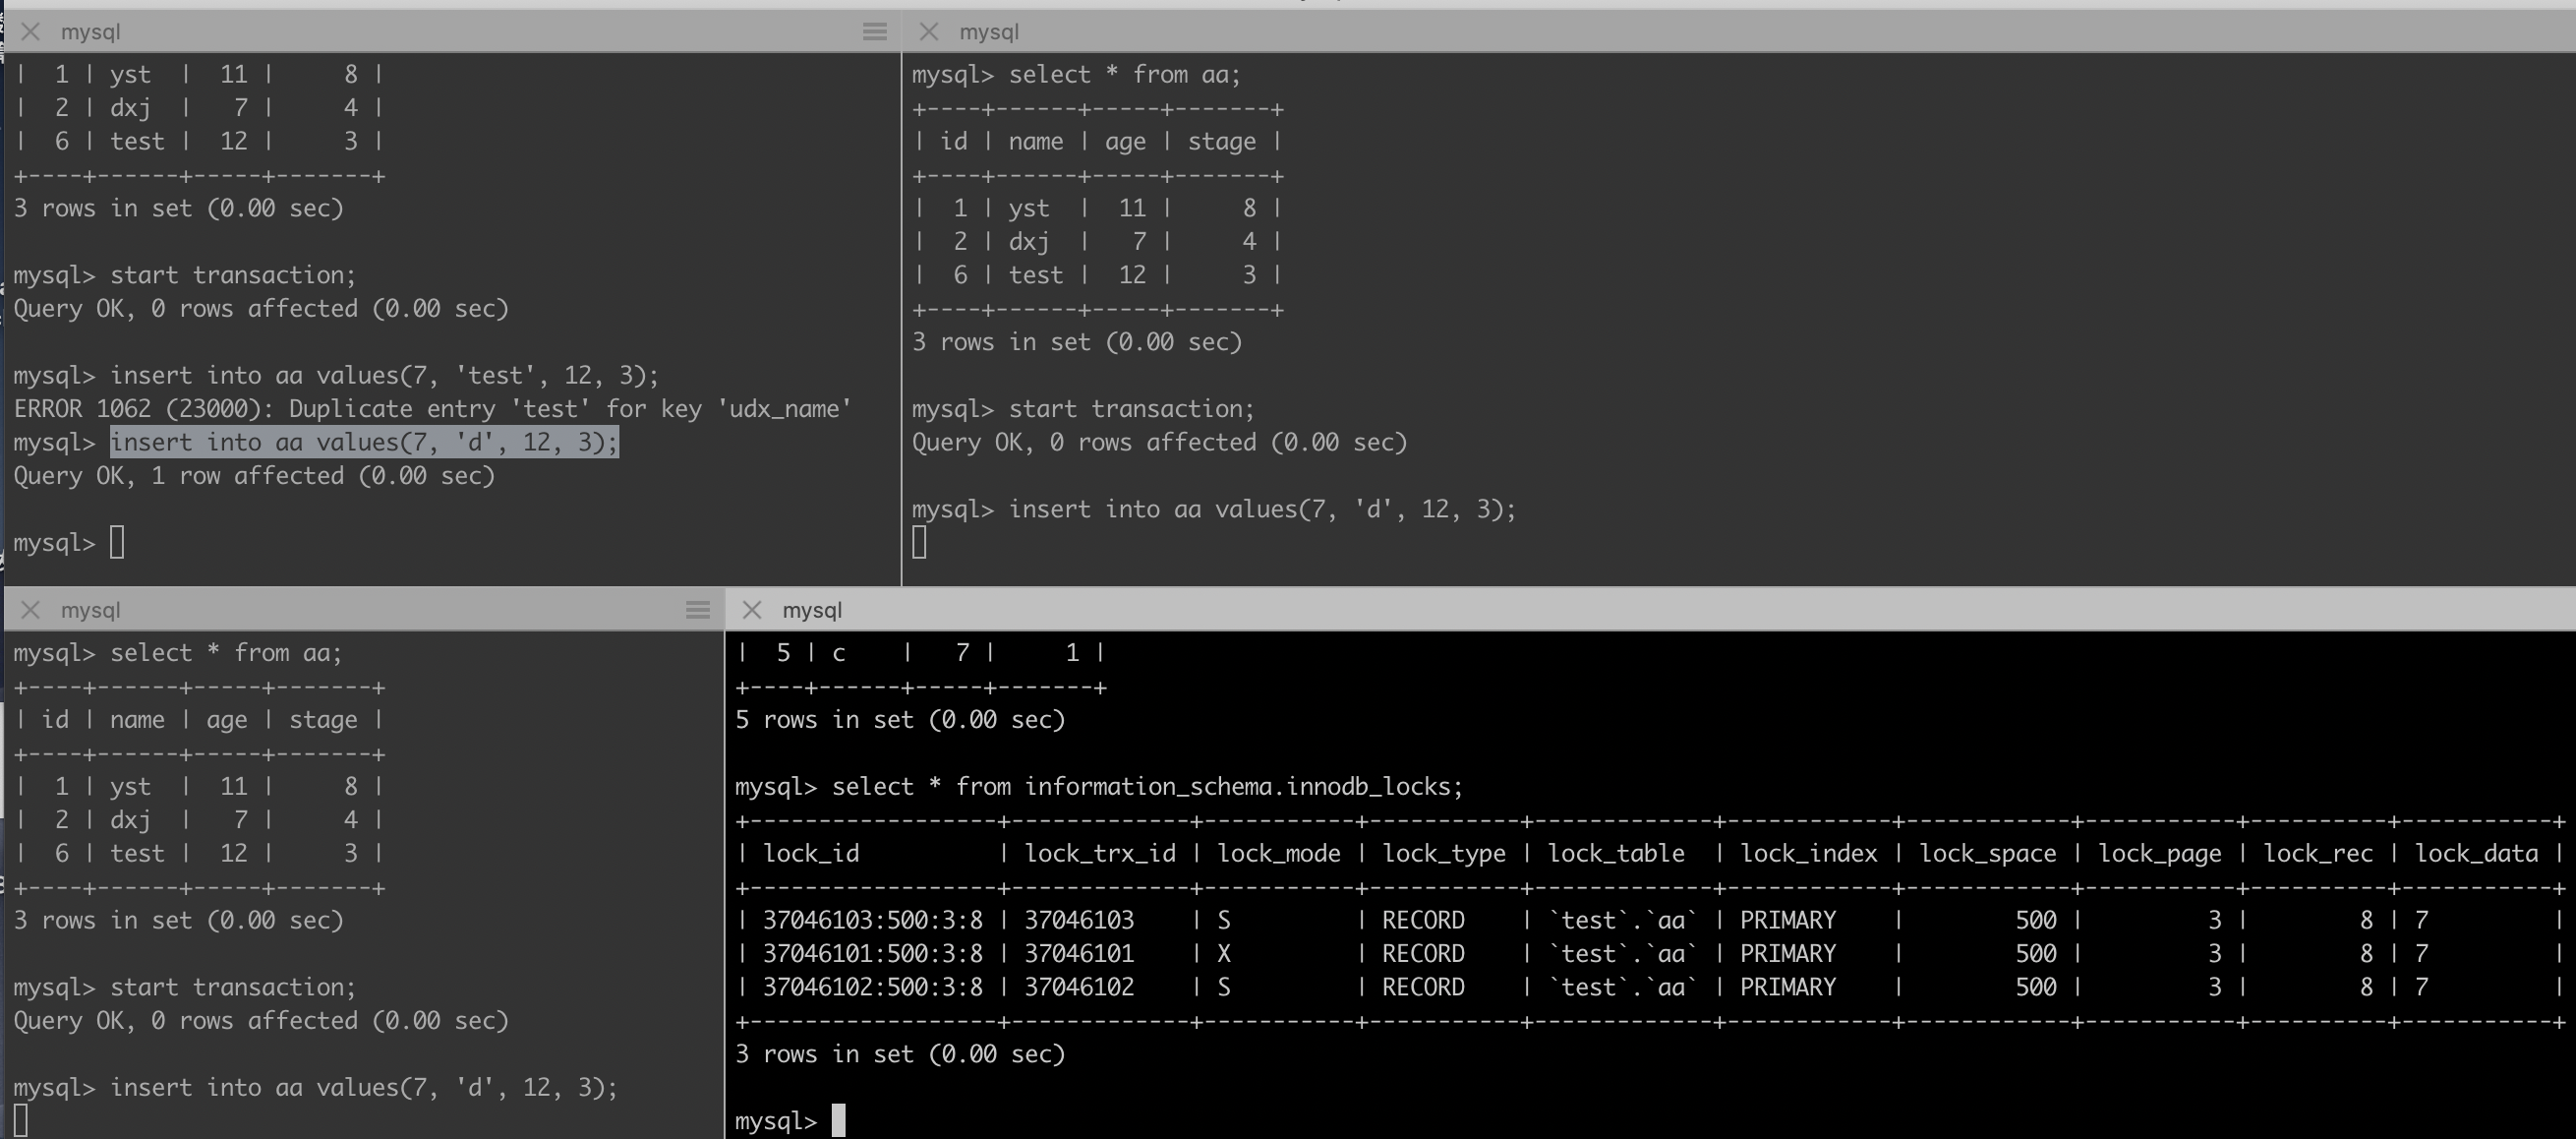 mysql
| 1 | yst | 11 | 8 |
| 2 | dxj | 7 | 4 |
| 6 | test | 12 | 3 |
+----+------+-----+-------+
3 rows in set (0.00 sec)
mysql> start transaction;
Query OK, 0 rows affected (0.00 sec)
mysql> insert into aa values(7, 'test', 12, 3);
ERROR 1062 (23000): Duplicate entry 'test' for key 'udx_name'
mysql> insert into aa values(7, 'd', 12, 3);
Query OK, 1 row affected (0.00 sec)
mysql>
mysql
mysql> select * from aa;
+----+------+-----+-------+
| id | name | age | stage |
+----+------+-----+-------+
| 1 | yst | 11 | 8 |
| 2 | dxj | 7 | 4 |
| 6 | test | 12 | 3 |
+----+------+-----+-------+
3 rows in set (0.00 sec)
mysql> start transaction;
Query OK, 0 rows affected (0.00 sec)
mysql> insert into aa values(7, 'd', 12, 3);
mysql
mysql> select * from aa;
+----+------+-----+-------+
| id | name | age | stage |
+----+------+-----+-------+
| 1 | yst | 11 | 8 |
| 2 | dxj | 7 | 4 |
| 6 | test | 12 | 3 |
+----+------+-----+-------+
3 rows in set (0.00 sec)
mysql> start transaction;
Query OK, 0 rows affected (0.00 sec)
mysql> insert into aa values(7, 'd', 12, 3);
mysql
| 5 | c | 7 | 1 |
+----+------+-----+-------+
5 rows in set (0.00 sec)
mysql> select * from information_schema.innodb_locks;
+------------------+-------------+-----------+-----------+-------------+------------+------------+-----------+----------+-----------+
| lock_id | lock_trx_id | lock_mode | lock_type | lock_table | lock_index | lock_space | lock_page | lock_rec | lock_data |
+------------------+-------------+-----------+-----------+-------------+------------+------------+-----------+----------+-----------+
| 37046103:500:3:8 | 37046103 | S | RECORD | `test`.`aa` | PRIMARY | 500 | 3 | 8 | 7 |
| 37046101:500:3:8 | 37046101 | X | RECORD | `test`.`aa` | PRIMARY | 500 | 3 | 8 | 7 |
| 37046102:500:3:8 | 37046102 | S | RECORD | `test`.`aa` | PRIMARY | 500 | 3 | 8 | 7 |
+------------------+-------------+-----------+-----------+-------------+------------+------------+-----------+----------+-----------+
3 rows in set (0.00 sec)
mysql>